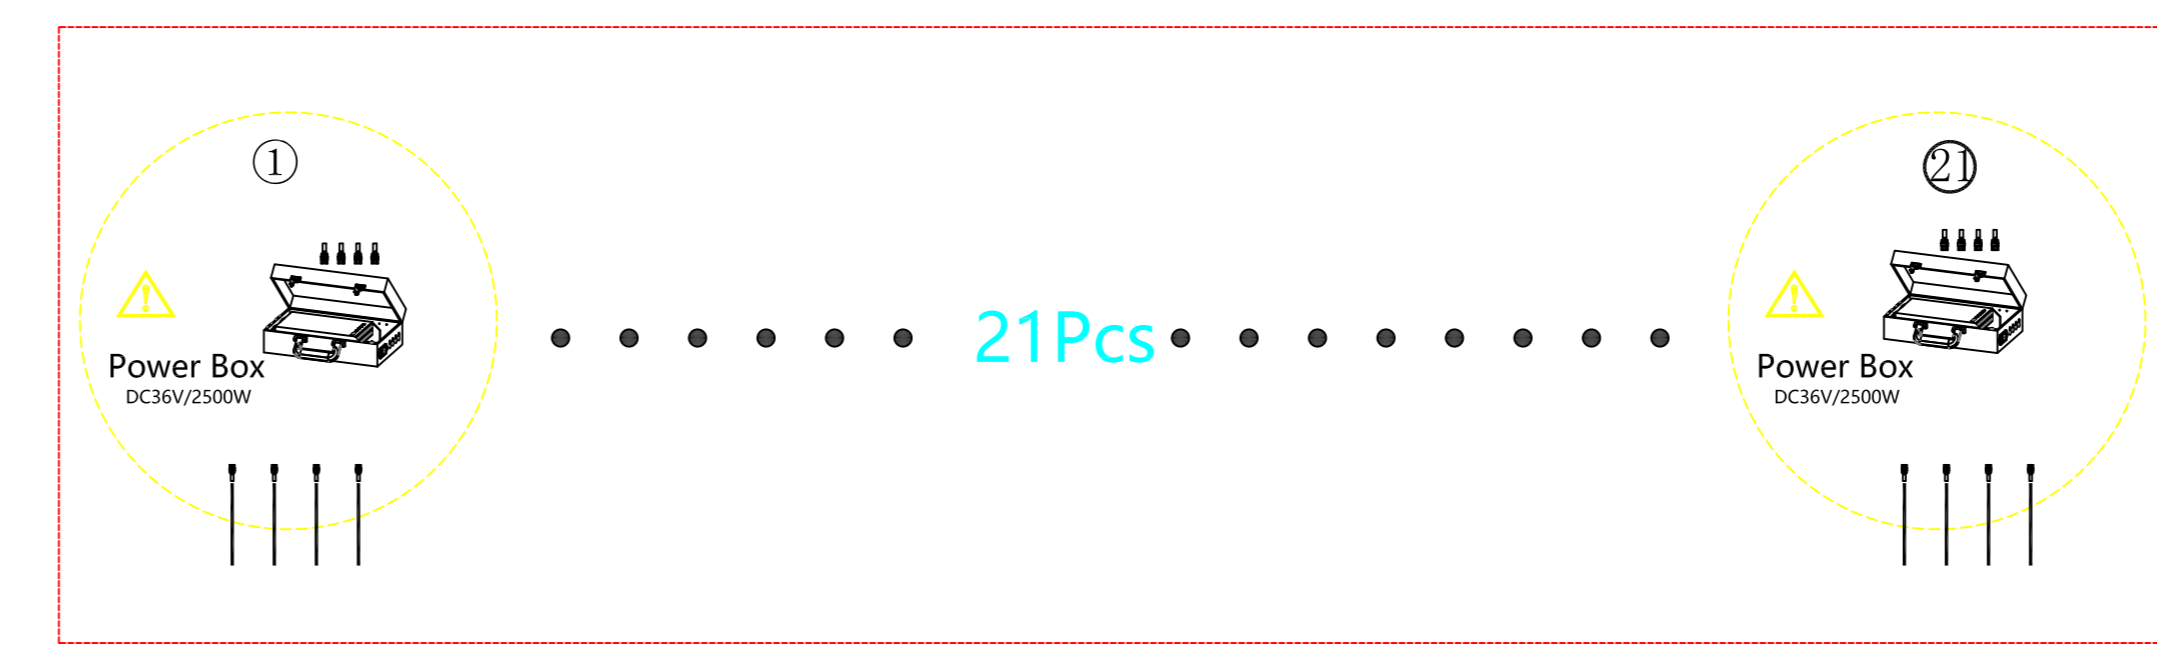 ①
㉑
21Pcs
Power Box
DC36V/2500W
Power Box
DC36V/2500W